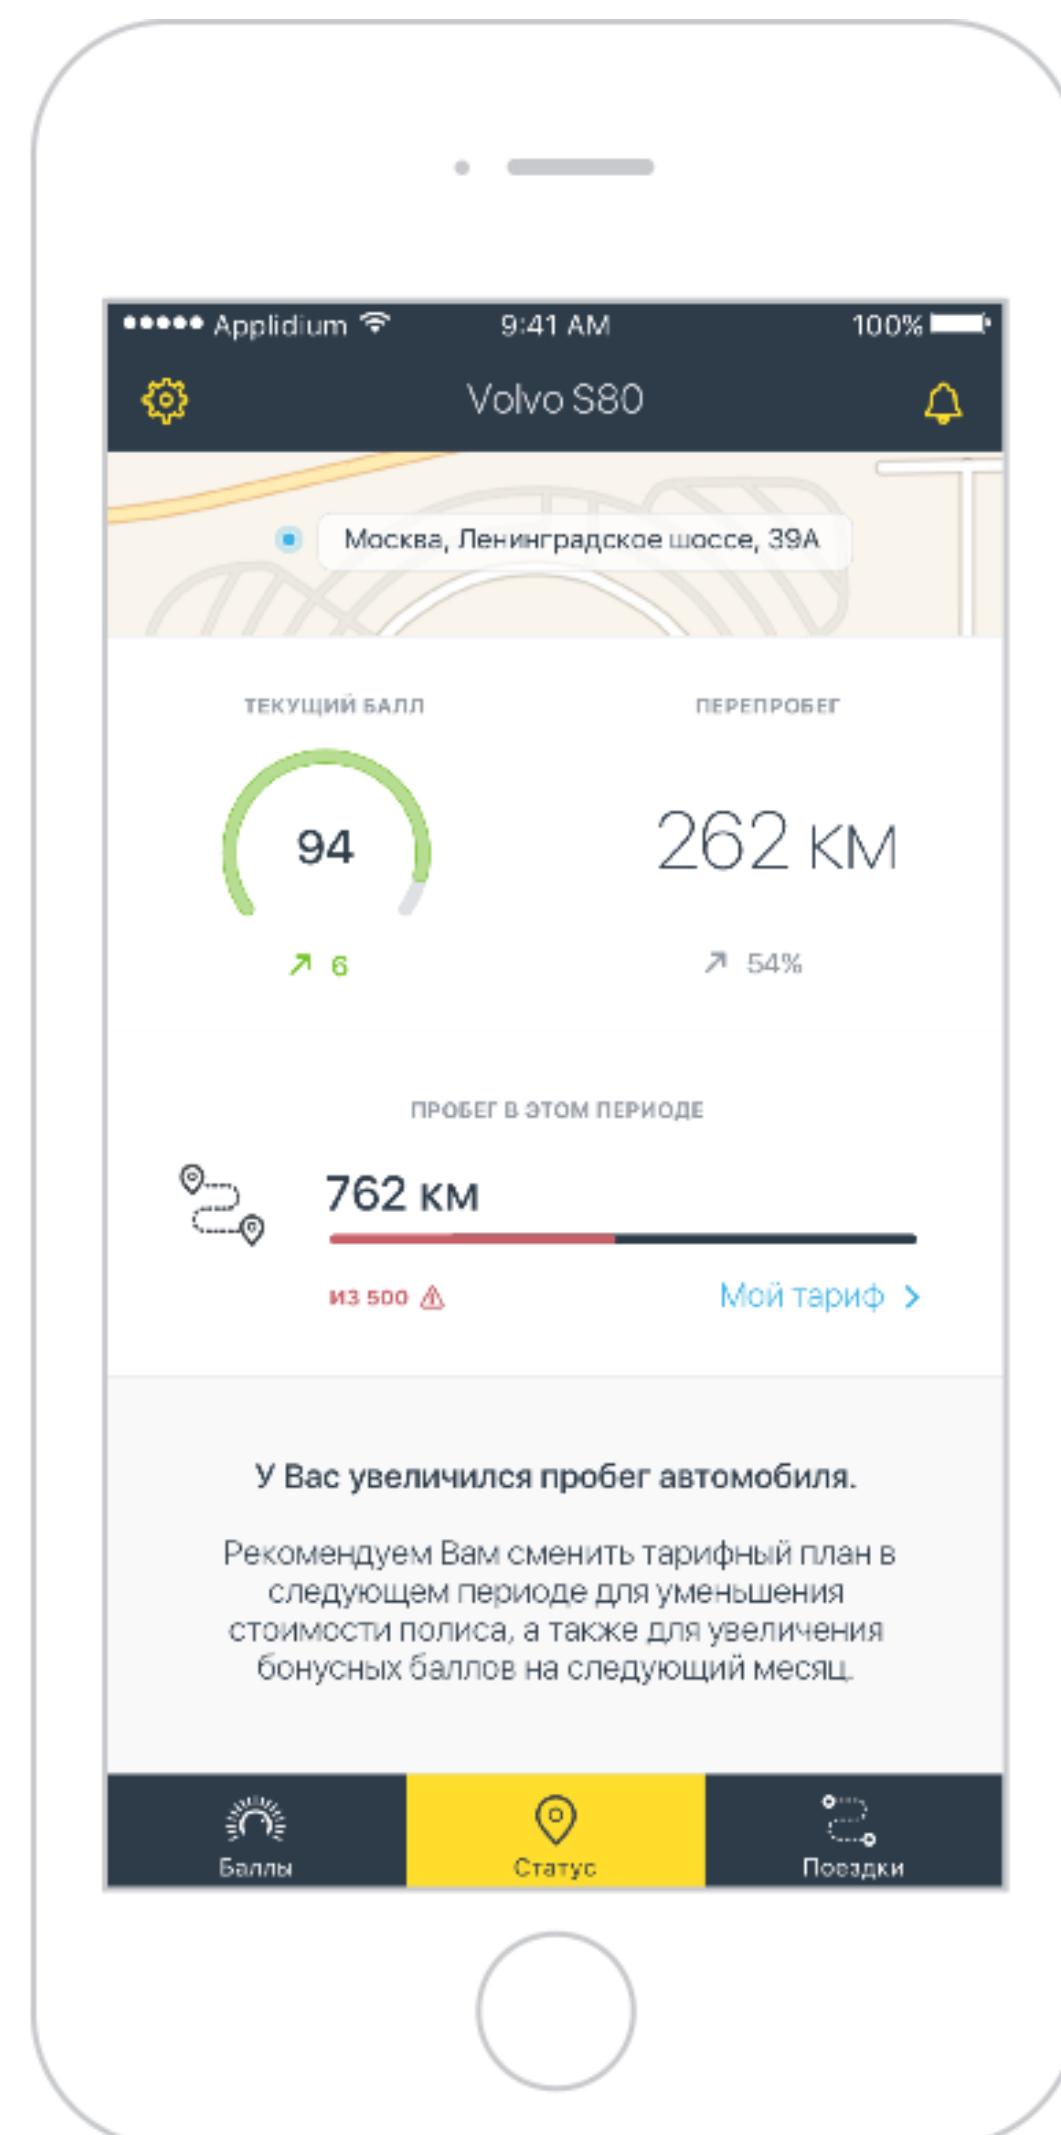 Applidium 9:41 AM 100%
Volvo S80
Москва, Ленинградское шоссе, 39А
ТЕКУЩИЙ БАЛЛ ПЕРЕПРОБЕГ
94 262 км
6 54%
ПРОБЕГ В ЭТОМ ПЕРИОДЕ
762 км
из 500 Мой тариф >
У Вас увеличился пробег автомобиля.
Рекомендуем Вам сменить тарифный план в
следующем периоде для уменьшения
стоимости полиса, а также для увеличения
бонусных баллов на следующий месяц.
Баллы Статус Поездки